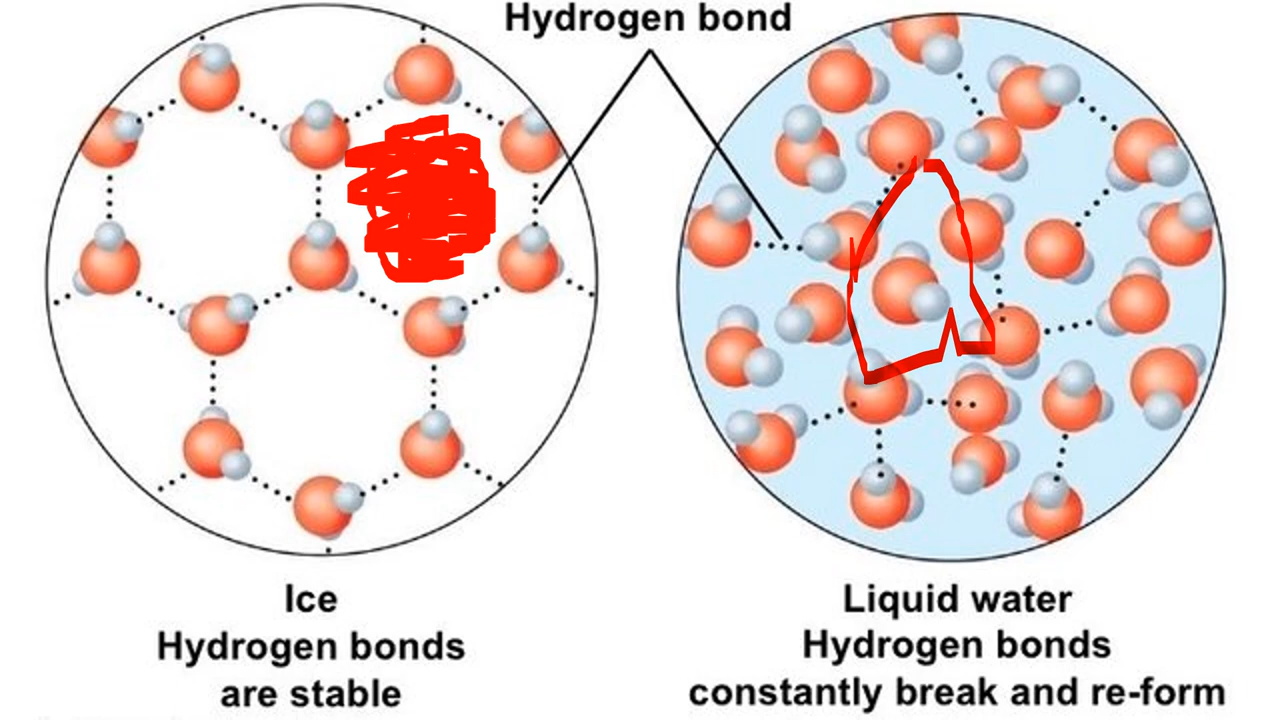 Hydrogen bond
Ice
Hydrogen bonds
are stable
Liquid water
Hydrogen bonds
constantly break and re-form